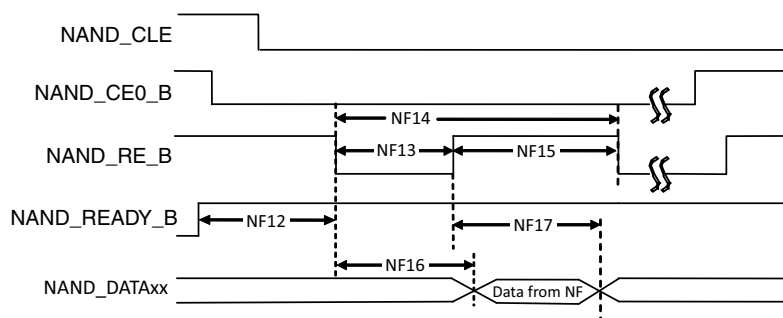 NAND_CLE
NAND_CE0_B
NF14
NAND_RE_B
NF13
NF15
NAND_READY_B
NF12
NF17
NF16
NAND_DATAxx
Data from NF